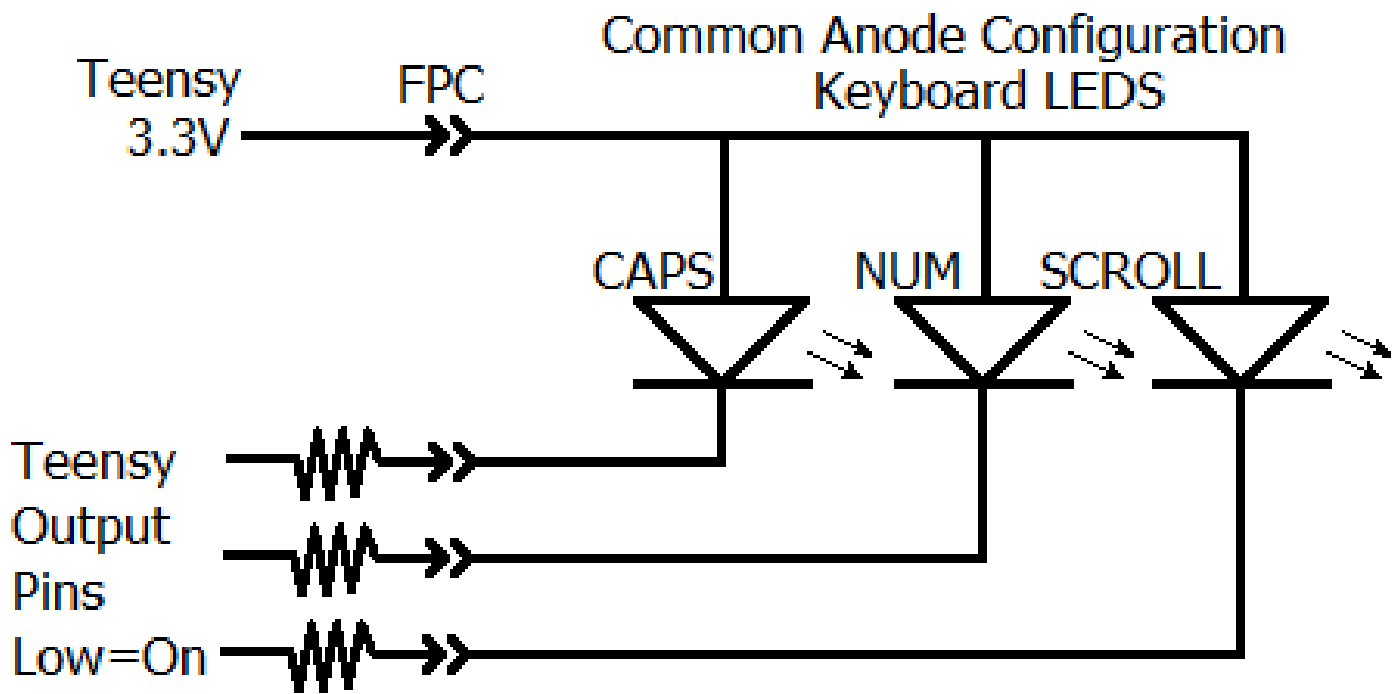 Common Anode Configuration
Keyboard LEDS
Teensy
3.3V
FPC
CAPS
NUM
SCROLL
Teensy
Output
Pins
Low=On